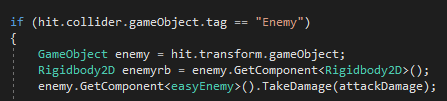 if (hit.collider.gameObject.tag == "Enemy")
{
GameObject enemy = hit.transform.gameObject;
Rigidbody2D enemyrb = enemy.GetComponent<Rigidbody2D>();
enemy.GetComponent<easyEnemy>().TakeDamage(attackDamage);